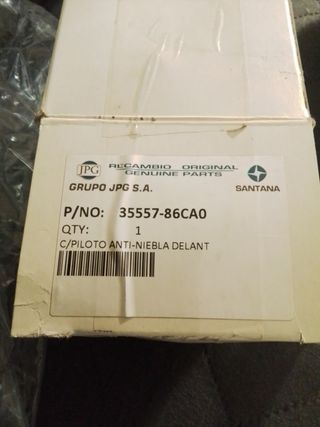 JPG
RECAMBIO ORIGINAL
GENUINE PARTS
GRUPO JPG S.A.
SANTANA
P/NO: 35557-86CA0
QTY: 1
C/PILOTO ANTI-NIEBLA DELANT